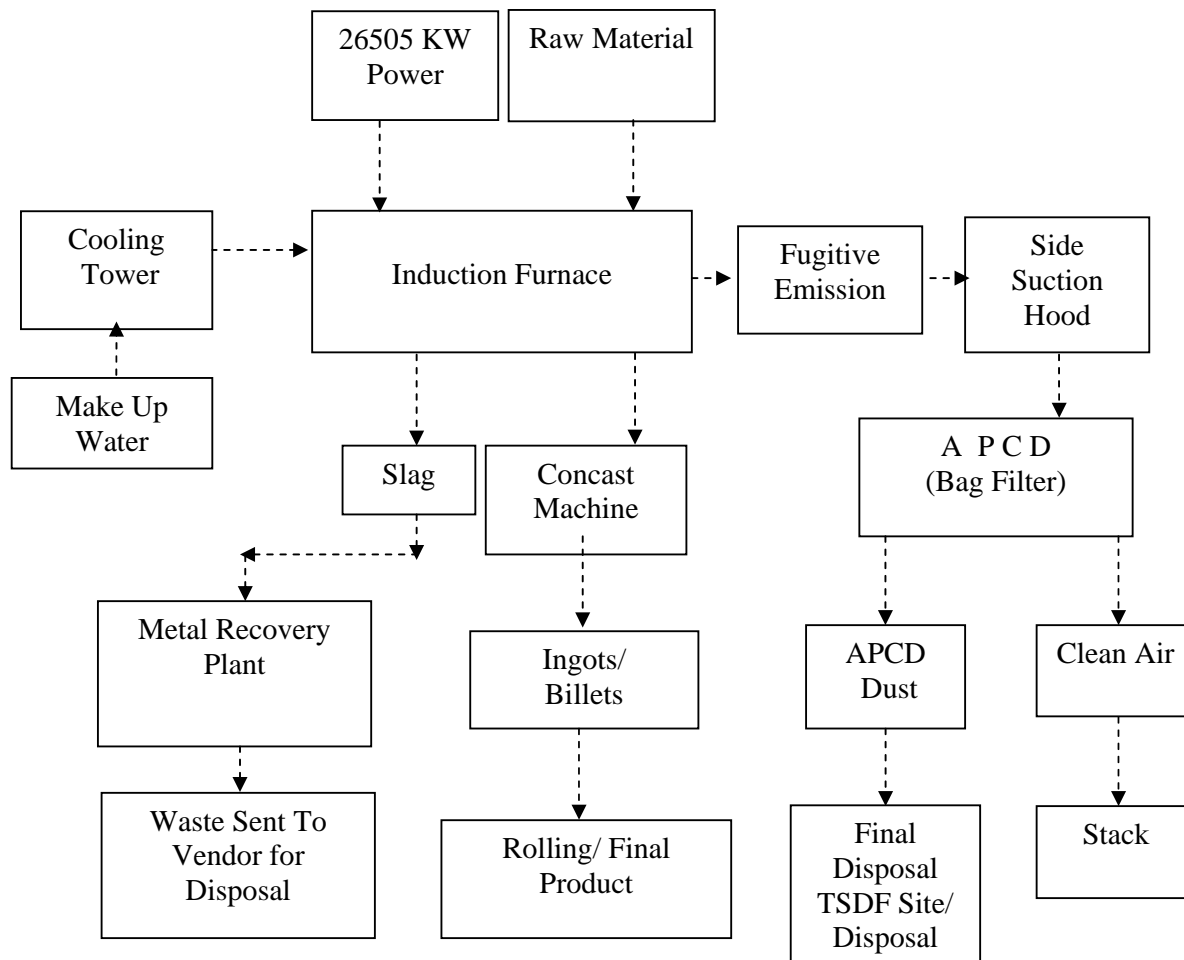 26505 KW
Power
Raw Material
Cooling
Tower
Induction Furnace
Fugitive
Emission
Side
Suction
Hood
Make Up
Water
Slag
Concast
Machine
A P C D
(Bag Filter)
Metal Recovery
Plant
Ingots/
Billets
APCD
Dust
Clean Air
Waste Sent To
Vendor for
Disposal
Rolling/ Final
Product
Final
Disposal
TSDF Site/
Disposal
Stack